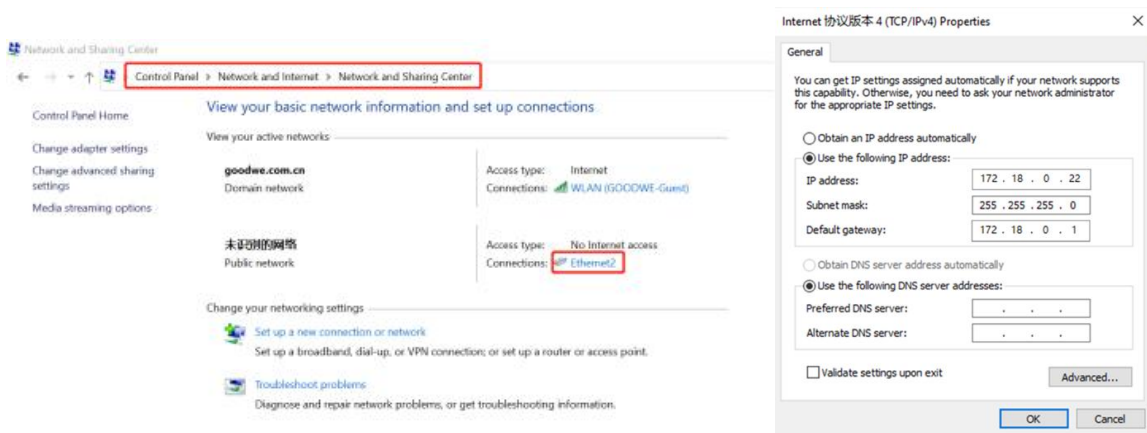 Network and Sharing Center
Control Panel > Network and Internet > Network and Sharing Center
Control Panel Home
Change adapter settings
Change advanced sharing
settings
Media streaming options
View your basic network information and set up connections
View your active networks
goodwe.com.cn
Domain network
Access type: Internet
Connections: WLAN (GOODWE-Guest)
未识别的网络
Public network
Access type: No Internet access
Connections: Ethernet2
Change your networking settings
Set up a new connection or network
Set up a broadband, dial-up, or VPN connection; or set up a router or access point.
Troubleshoot problems
Diagnose and repair network problems, or get troubleshooting information.
Internet 协议版本 4 (TCP/IPv4) Properties
General
You can get IP settings assigned automatically if your network supports
this capability. Otherwise, you need to ask your network administrator
for the appropriate IP settings.
Obtain an IP address automatically
Use the following IP address:
IP address: 172 . 18 . 0 . 22
Subnet mask: 255 . 255 . 255 . 0
Default gateway: 172 . 18 . 0 . 1
Obtain DNS server address automatically
Use the following DNS server addresses:
Preferred DNS server: . . .
Alternate DNS server: . . .
Validate settings upon exit
Advanced...
OK Cancel